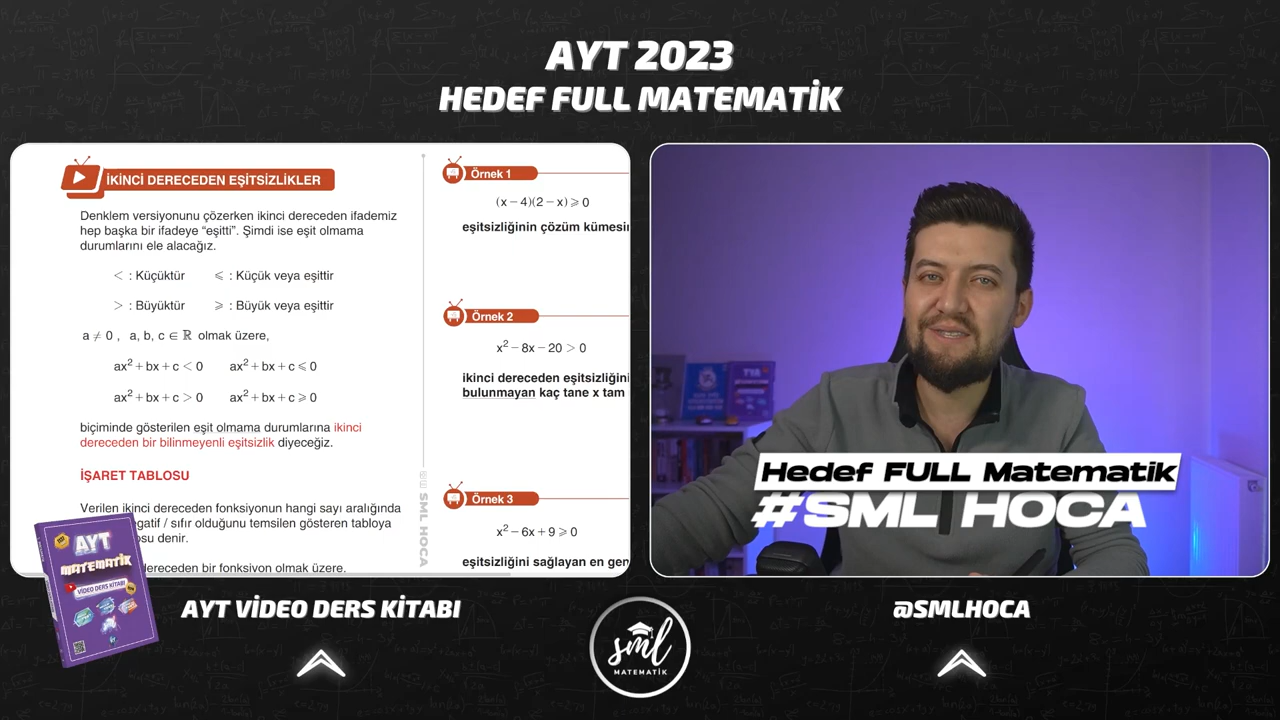 AYT 2023
HEDEF FULL MATEMATİK
İKİNCİ DERECEDEN EŞİTSİZLİKLER
Denklem versiyonunu çözerken ikinci dereceden ifademiz
hep başka bir ifadeye “eşitti”. Şimdi ise eşit olmama
durumlarını ele alacağız.
< : Küçüktür ⩽ : Küçük veya eşittir
> : Büyüktür ⩾ : Büyük veya eşittir
a ≠ 0 , a, b, c ∈ ℝ olmak üzere,
ax² + bx + c < 0 ax² + bx + c ⩽ 0
ax² + bx + c > 0 ax² + bx + c ⩾ 0
biçiminde gösterilen eşit olmama durumlarına ikinci
dereceden bir bilinmeyenli eşitsizlik diyeceğiz.
İŞARET TABLOSU
Verilen ikinci dereceden fonksiyonun hangi sayı aralığında
/ sıfır olduğunu temsilen gösteren tabloya
denir.
dereceden bir fonksiyon olmak üzere.
SML HOCA
Örnek 1
(x − 4)(2 − x) ⩾ 0
eşitsizliğinin çözüm
Örnek 2
x² − 8x − 20 > 0
ikinci dereceden
bulunmayan kaç tane x tam
Örnek 3
x² − 6x + 9 ⩾ 0
eşitsizliğini sağlayan en
Hedef FULL Matematik
#SML HOCA
AYT
MATEMATİK
VİDEO DERS KİTABI
AYT VİDEO DERS KİTABI
sml
MATEMATİK
@SMLHOCA